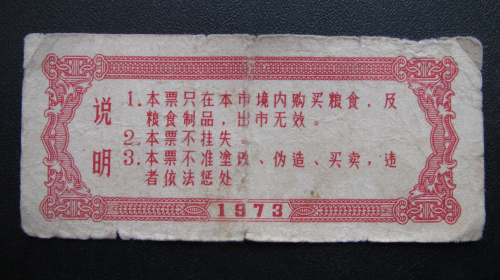 说明
1.本票只在本市境内购买粮食，及
粮食制品，出市无效。
2.本票不挂失。
3.本票不准塗改、伪造、买卖，违
者依法惩处
1973